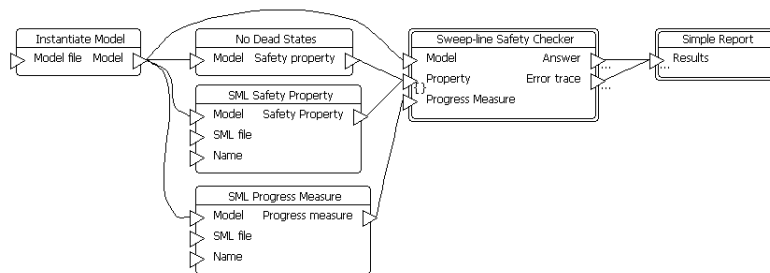 Instantiate Model
Model file Model
No Dead States
Model Safety property
SML Safety Property
Model Safety Property
SML file
Name
SML Progress Measure
Model Progress measure
SML file
Name
Sweep-line Safety Checker
Model Answer
...
Property Error trace
{} ...
Progress Measure
Simple Report
Results
...